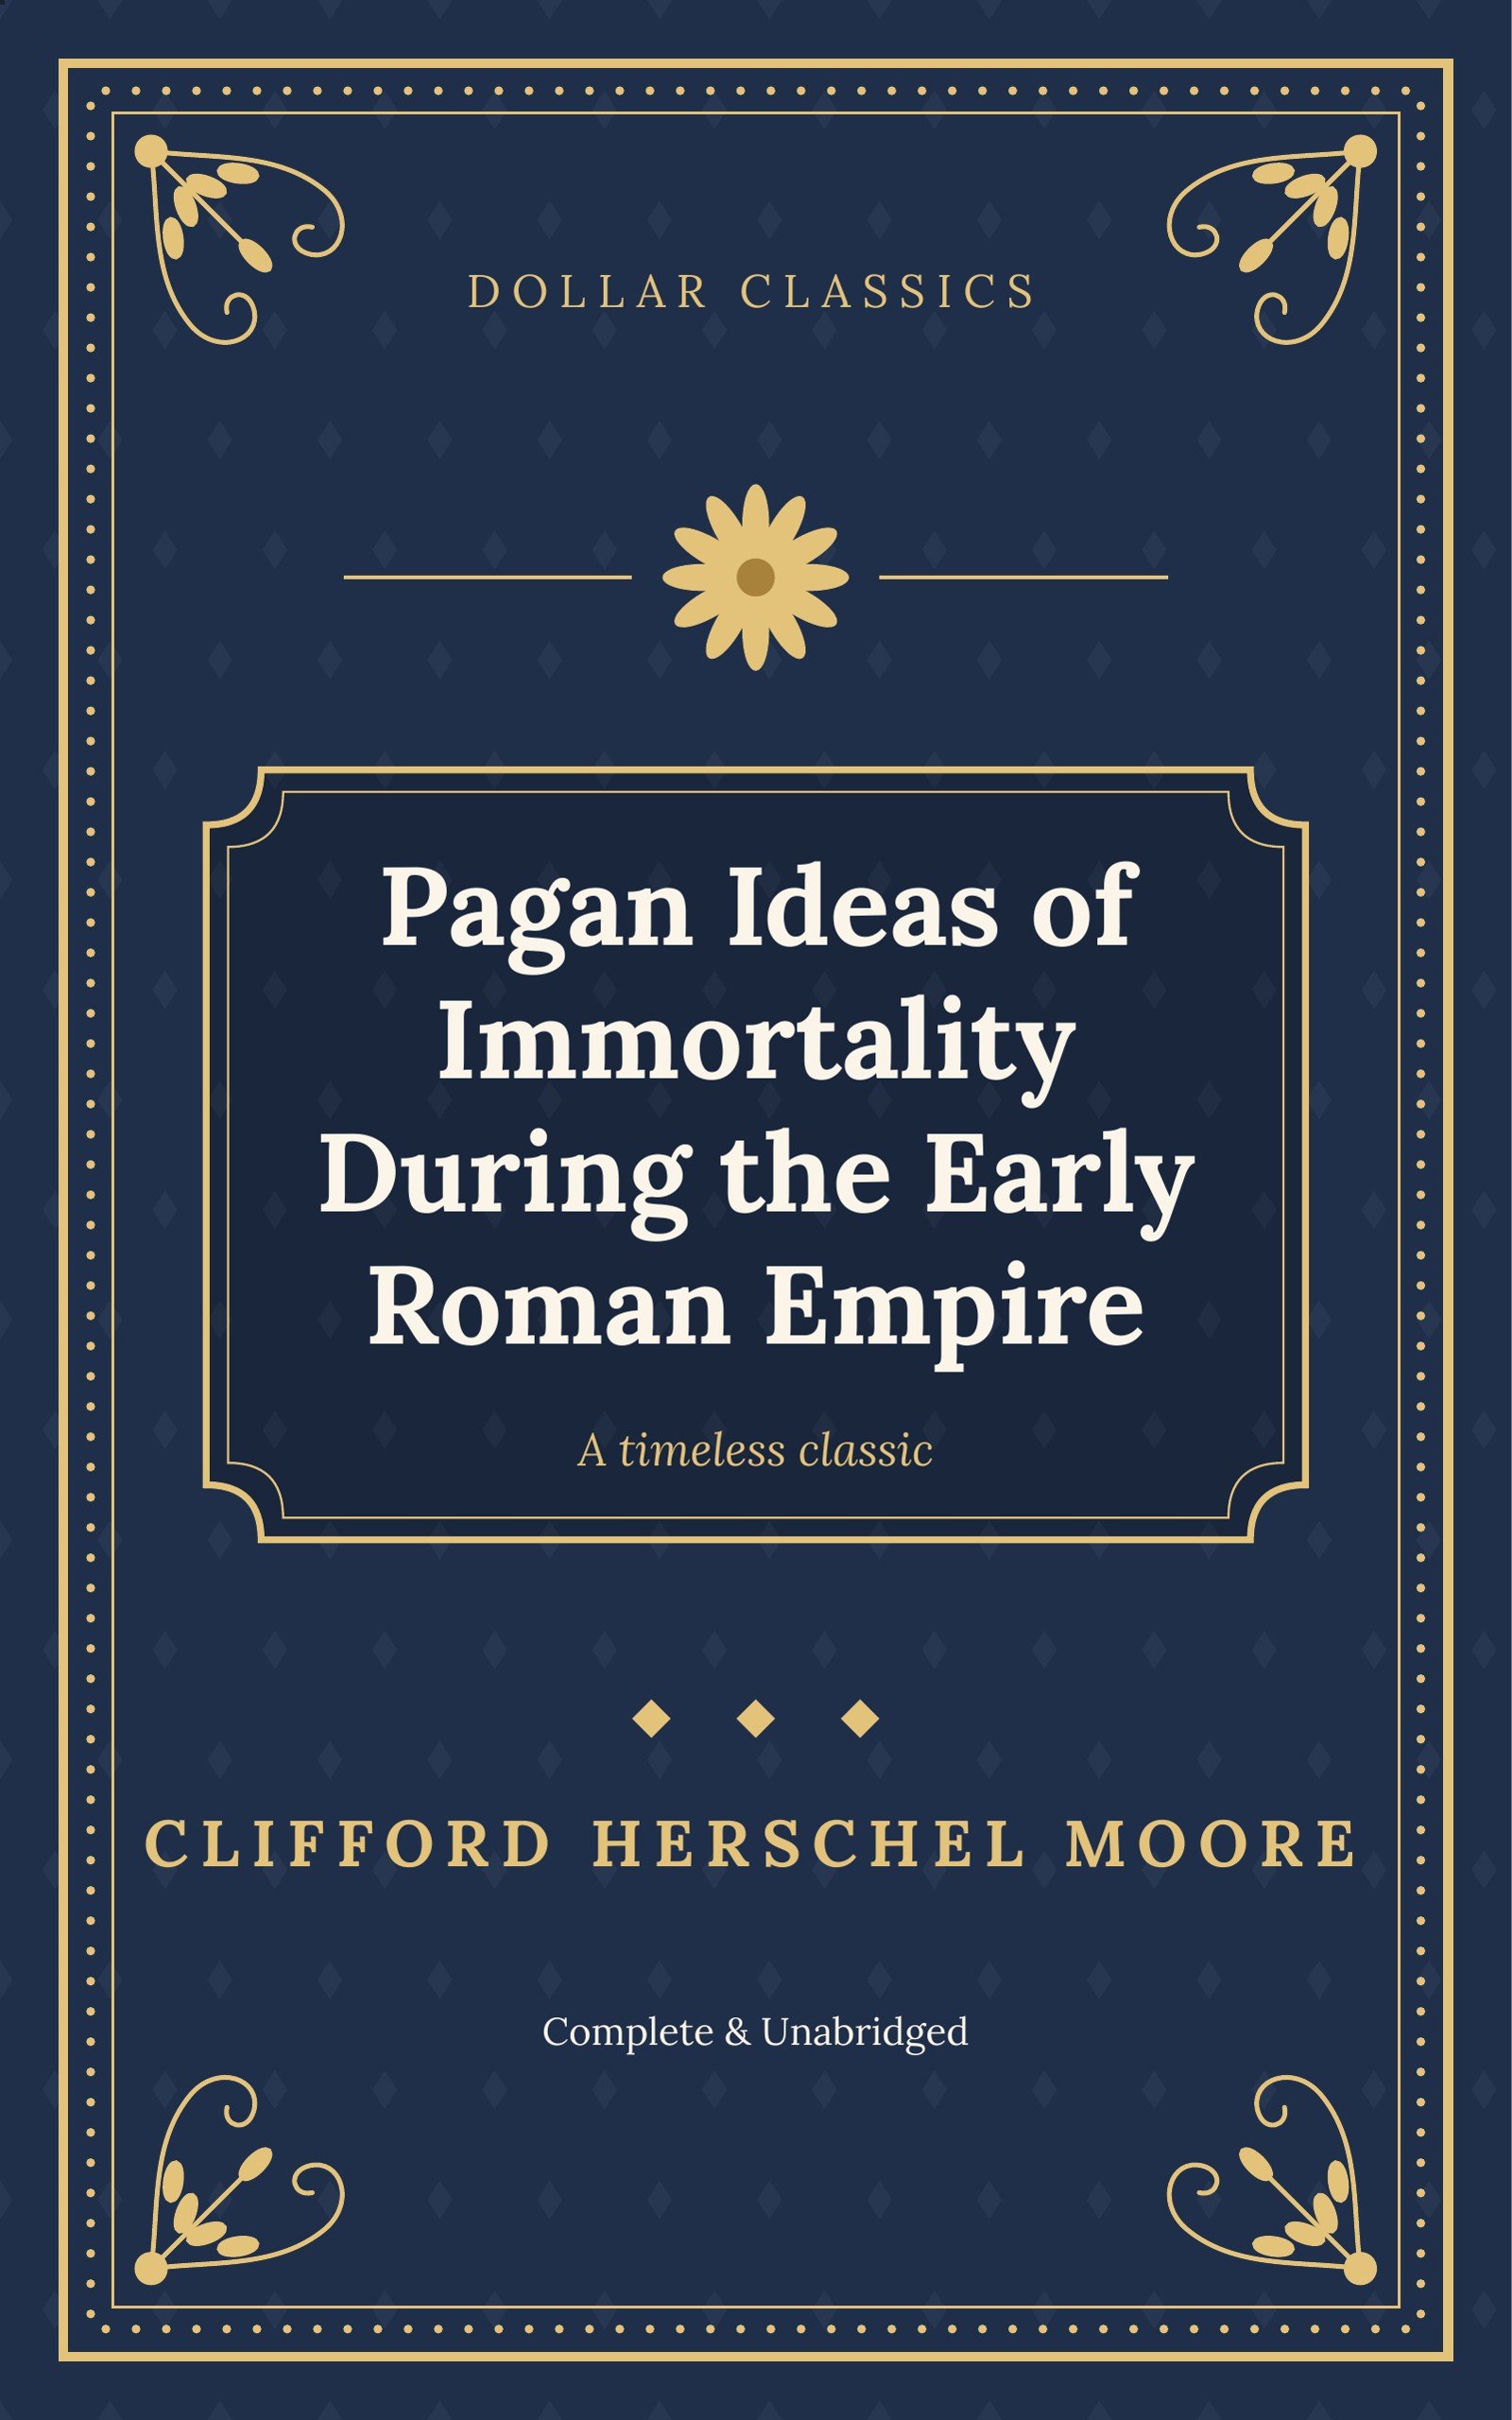 DOLLAR CLASSICS
Pagan Ideas of
Immortality
During the Early
Roman Empire
A timeless classic
CLIFFORD HERSCHEL MOORE
Complete & Unabridged